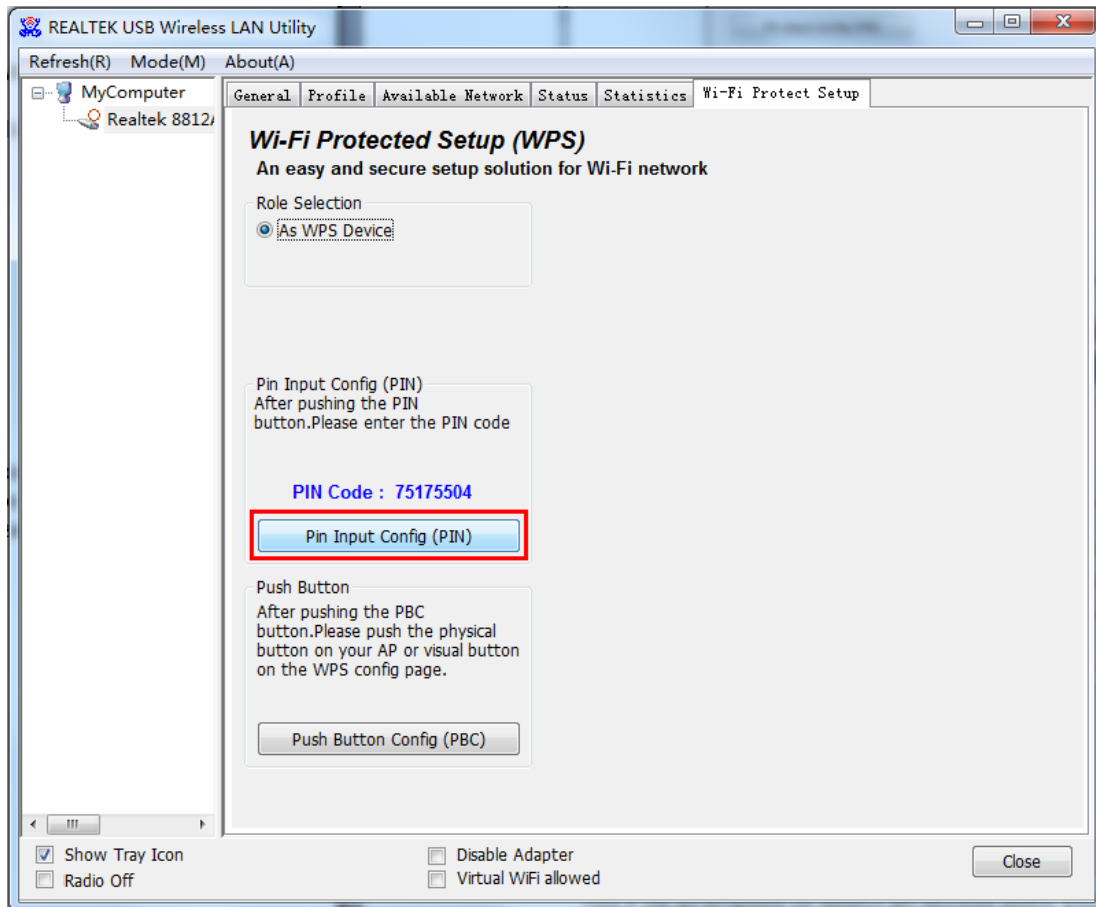 REALTEK USB Wireless LAN Utility
Refresh(R) Mode(M) About(A)
MyComputer
Realtek 8812A
General Profile Available Network Status Statistics Wi-Fi Protect Setup
Wi-Fi Protected Setup (WPS)
An easy and secure setup solution for Wi-Fi network
Role Selection
As WPS Device
Pin Input Config (PIN)
After pushing the PIN
button.Please enter the PIN code
PIN Code : 75175504
Pin Input Config (PIN)
Push Button
After pushing the PBC
button.Please push the physical
button on your AP or visual button
on the WPS config page.
Push Button Config (PBC)
Show Tray Icon
Radio Off
Disable Adapter
Virtual WiFi allowed
Close